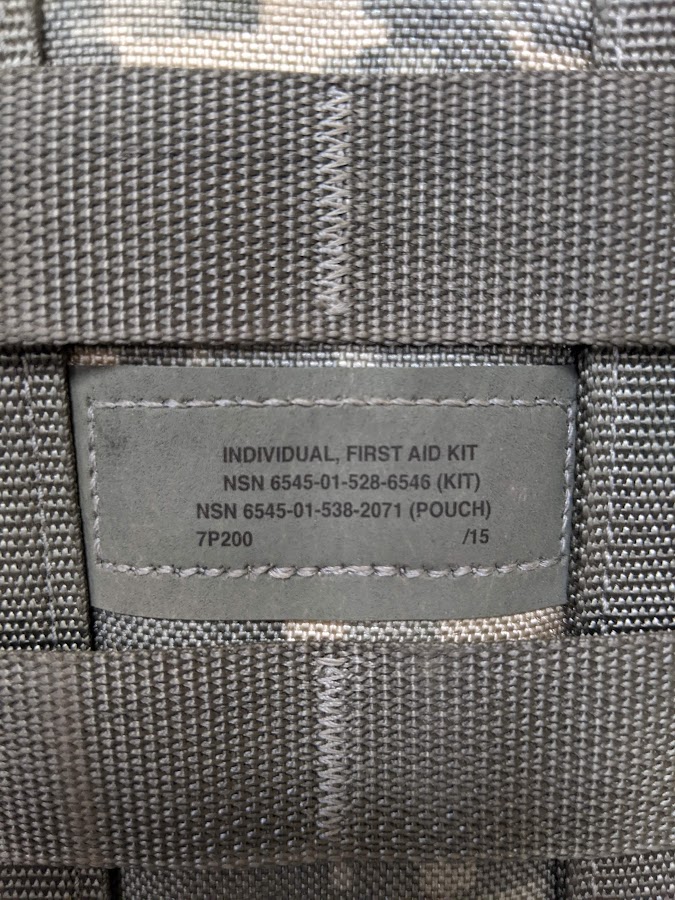 INDIVIDUAL, FIRST AID KIT
NSN 6545-01-528-6546 (KIT)
NSN 6545-01-538-2071 (POUCH)
7P200 /15